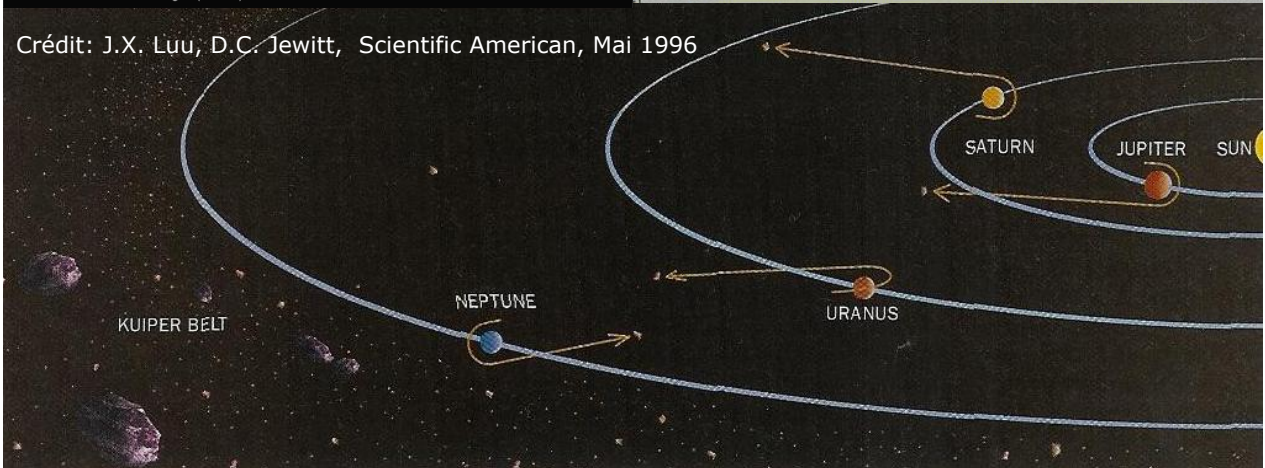 Crédit: J.X. Luu, D.C. Jewitt, Scientific American, Mai 1996
SATURN
JUPITER
SUN
NEPTUNE
URANUS
KUIPER BELT